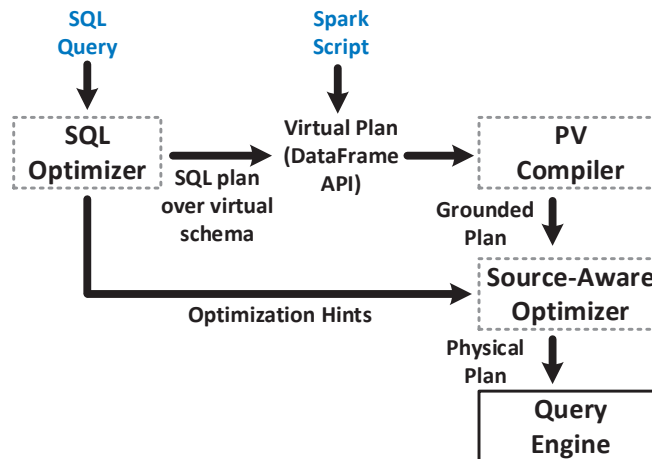 SQL
Query
Spark
Script
SQL
Optimizer
SQL plan
over virtual
schema
Virtual Plan
(DataFrame
API)
PV
Compiler
Grounded
Plan
Optimization Hints
Source-Aware
Optimizer
Physical
Plan
Query
Engine